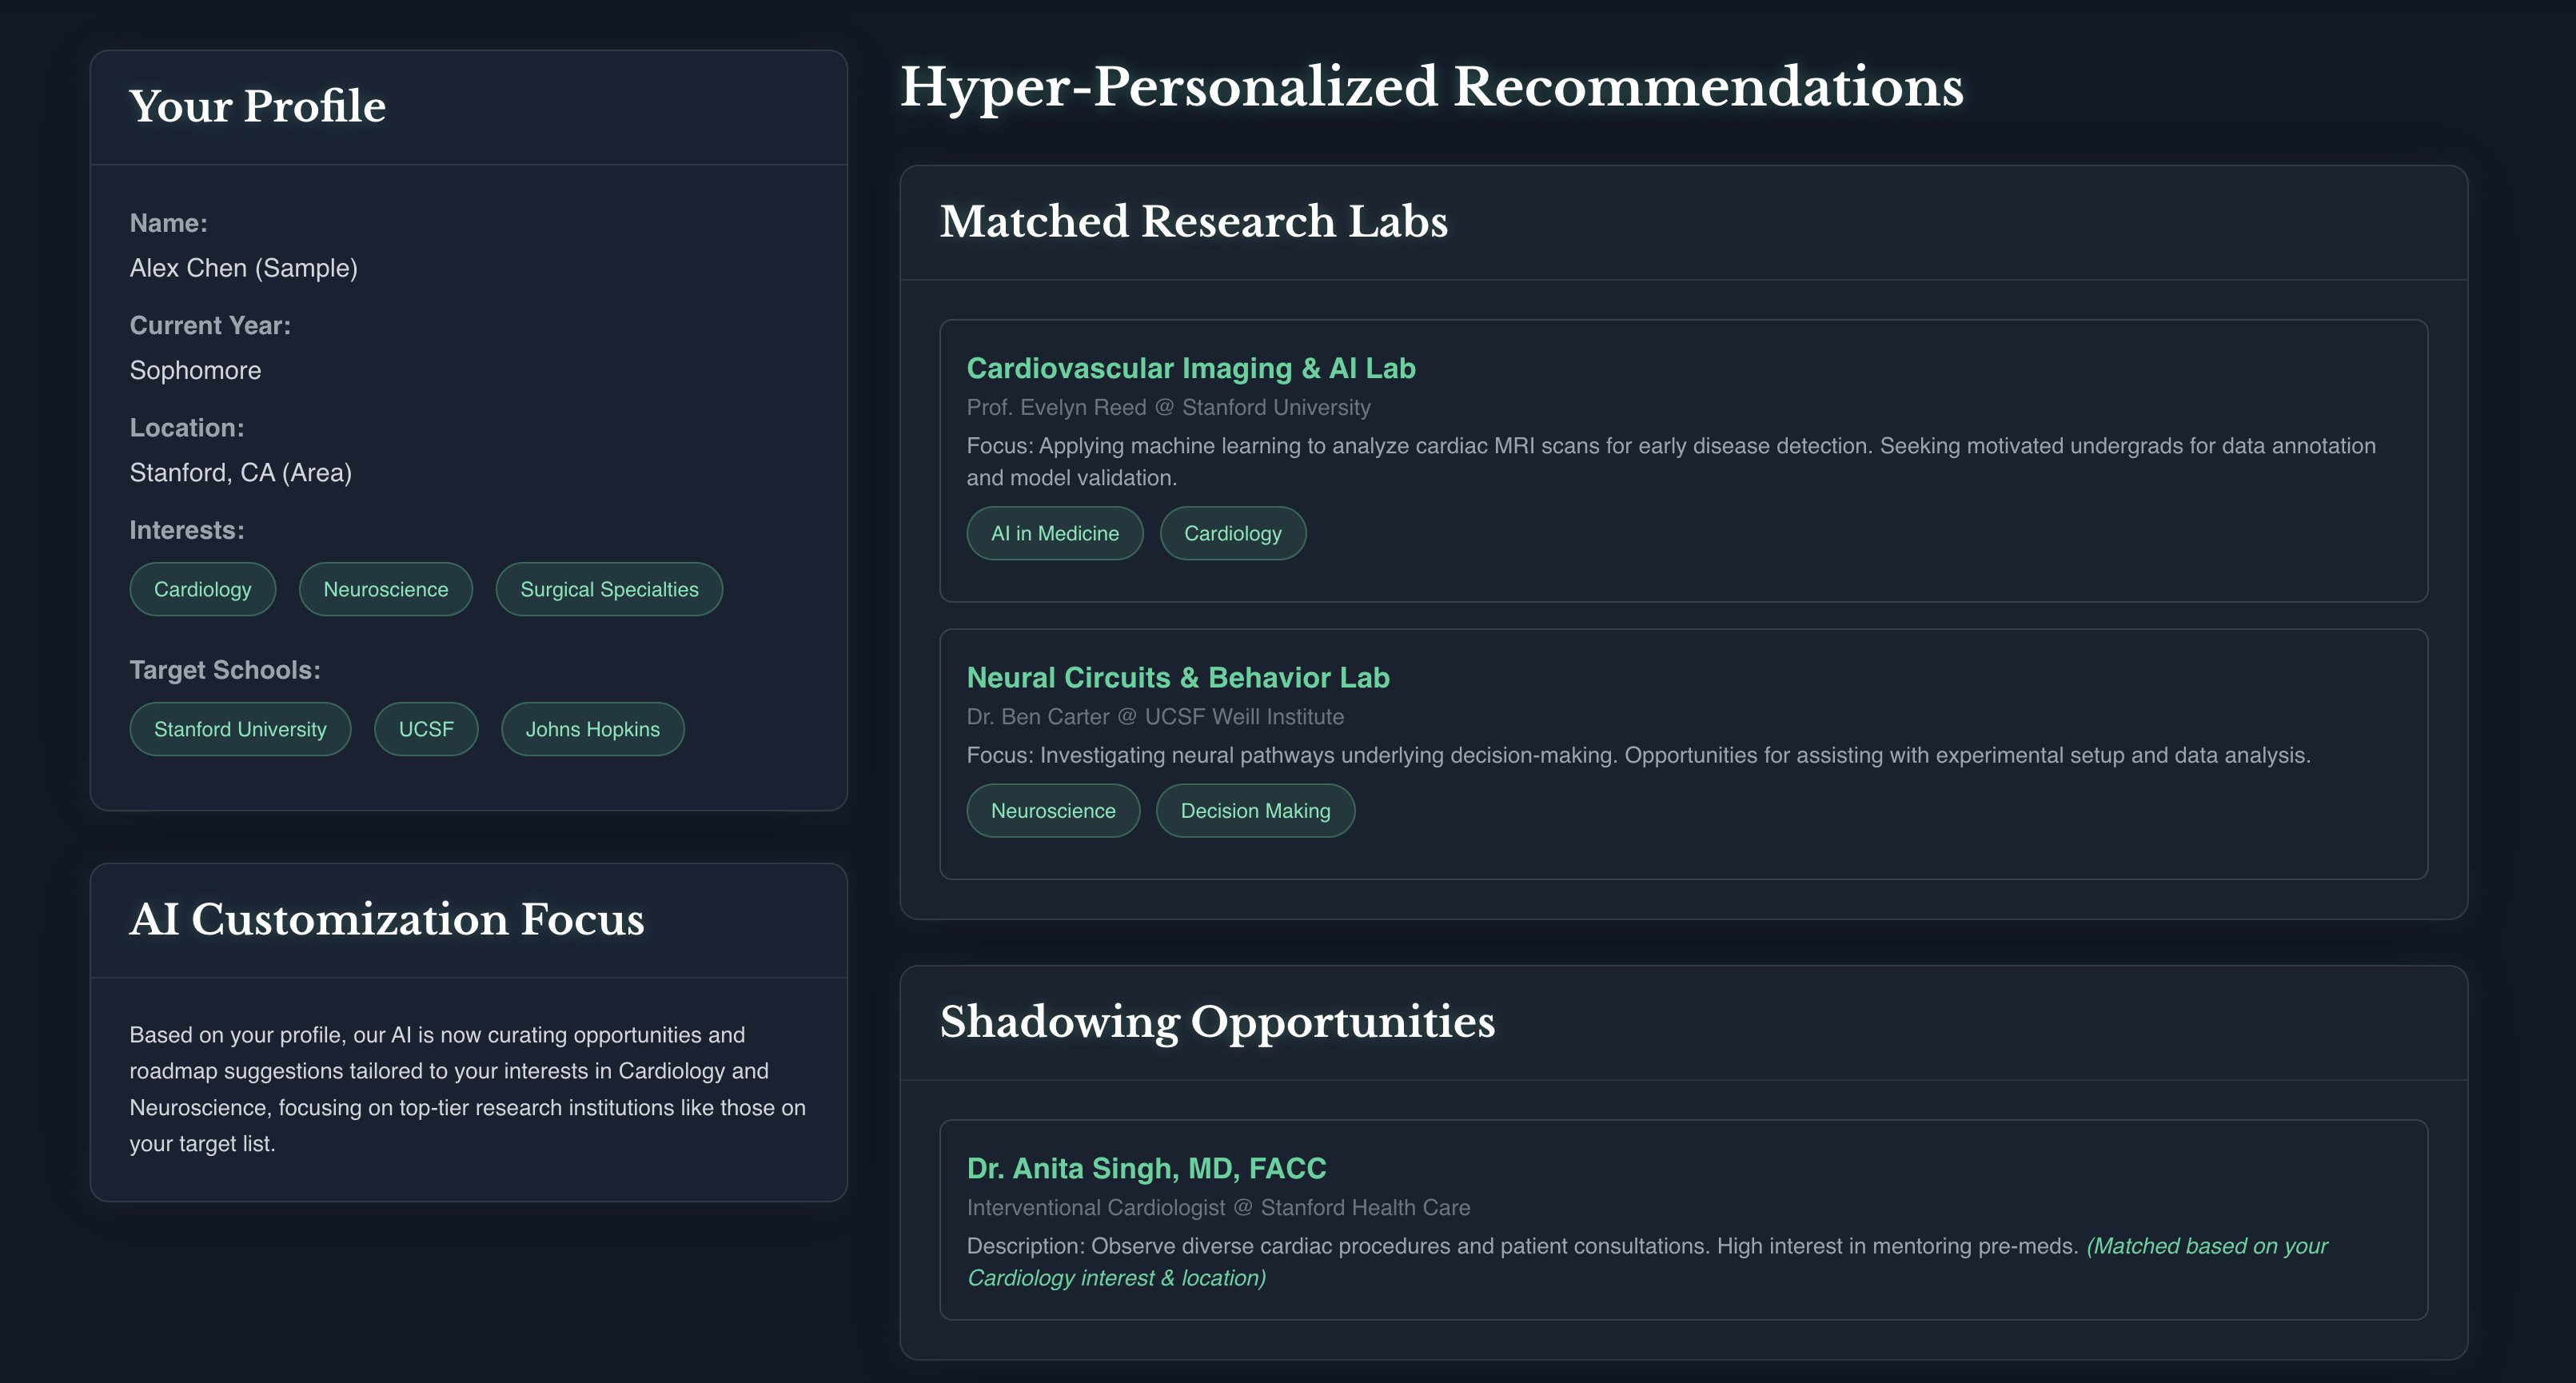 Your Profile
Name:
Alex Chen (Sample)
Current Year:
Sophomore
Location:
Stanford, CA (Area)
Interests:
Cardiology
Neuroscience
Surgical Specialties
Target Schools:
Stanford University
UCSF
Johns Hopkins
AI Customization Focus
Based on your profile, our AI is now curating opportunities and
roadmap suggestions tailored to your interests in Cardiology and
Neuroscience, focusing on top-tier research institutions like those on
your target list.
Hyper-Personalized Recommendations
Matched Research Labs
Cardiovascular Imaging & AI Lab
Prof. Evelyn Reed @ Stanford University
Focus: Applying machine learning to analyze cardiac MRI scans for early disease detection. Seeking motivated undergrads for data annotation
and model validation.
AI in Medicine
Cardiology
Neural Circuits & Behavior Lab
Dr. Ben Carter @ UCSF Weill Institute
Focus: Investigating neural pathways underlying decision-making. Opportunities for assisting with experimental setup and data analysis.
Neuroscience
Decision Making
Shadowing Opportunities
Dr. Anita Singh, MD, FACC
Interventional Cardiologist @ Stanford Health Care
Description: Observe diverse cardiac procedures and patient consultations. High interest in mentoring pre-meds. (Matched based on your
Cardiology interest & location)